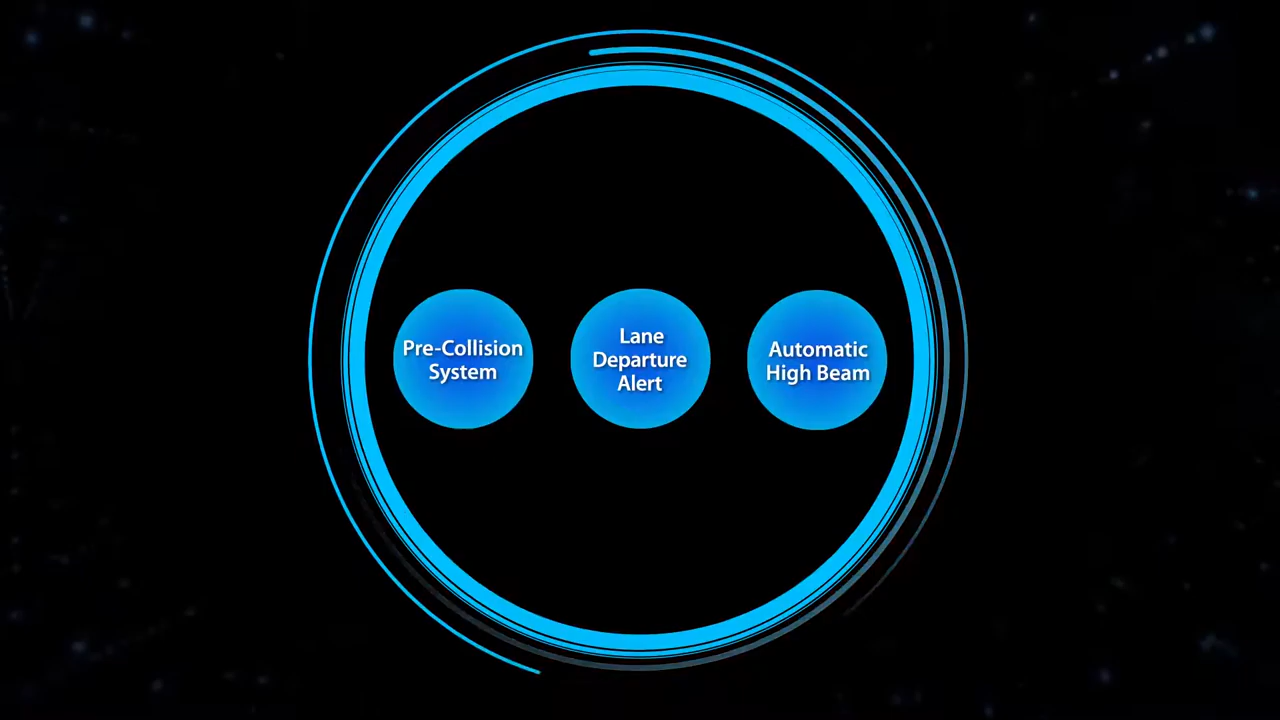 Pre-Collision
System
Lane
Departure
Alert
Automatic
High Beam